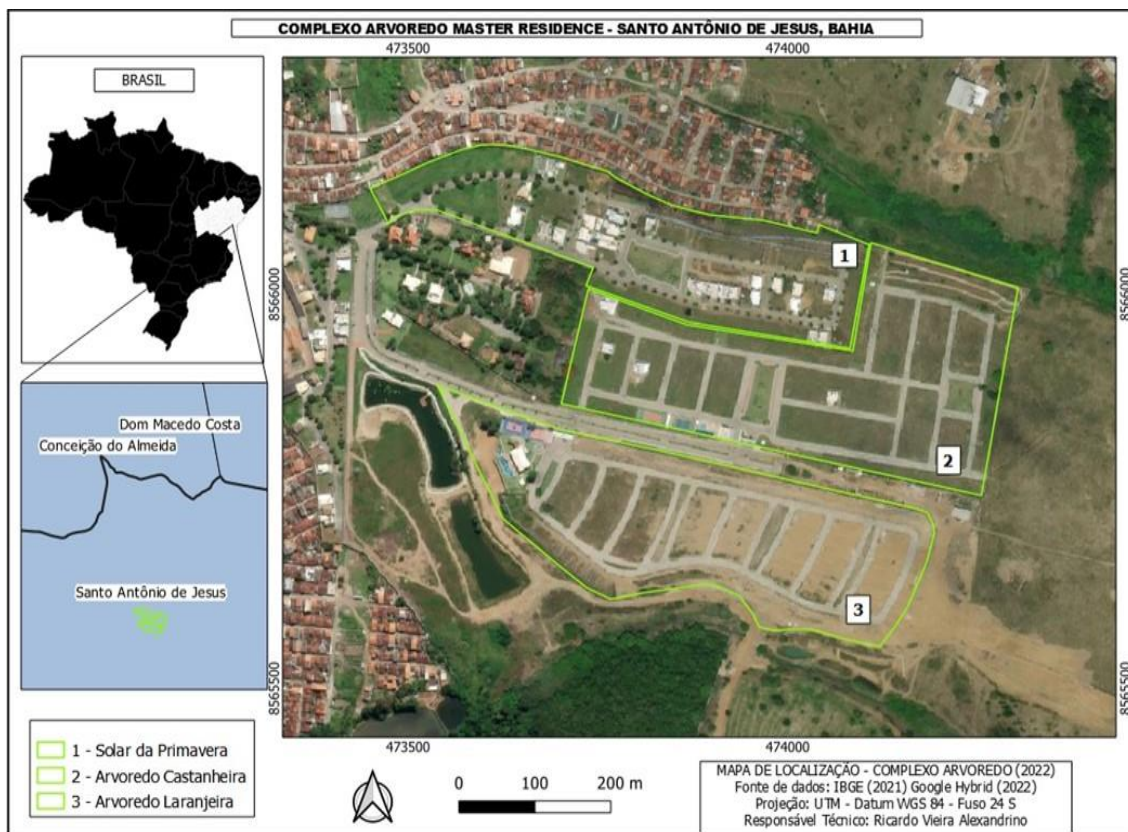 COMPLEXO ARVOREDO MASTER RESIDENCE - SANTO ANTÔNIO DE JESUS, BAHIA
473500
474000
BRASIL
8566000
8566000
1
2
3
Dom Macedo Costa
Conceição do Almeida
Santo Antônio de Jesus
8565500
8565500
473500
474000
1 - Solar da Primavera
2 - Arvoredo Castanheira
3 - Arvoredo Laranjeira
0 100 200 m
MAPA DE LOCALIZAÇÃO - COMPLEXO ARVOREDO (2022)
Fonte de dados: IBGE (2021) Google Hybrid (2022)
Projeção: UTM - Datum WGS 84 - Fuso 24 S
Responsável Técnico: Ricardo Vieira Alexandrino